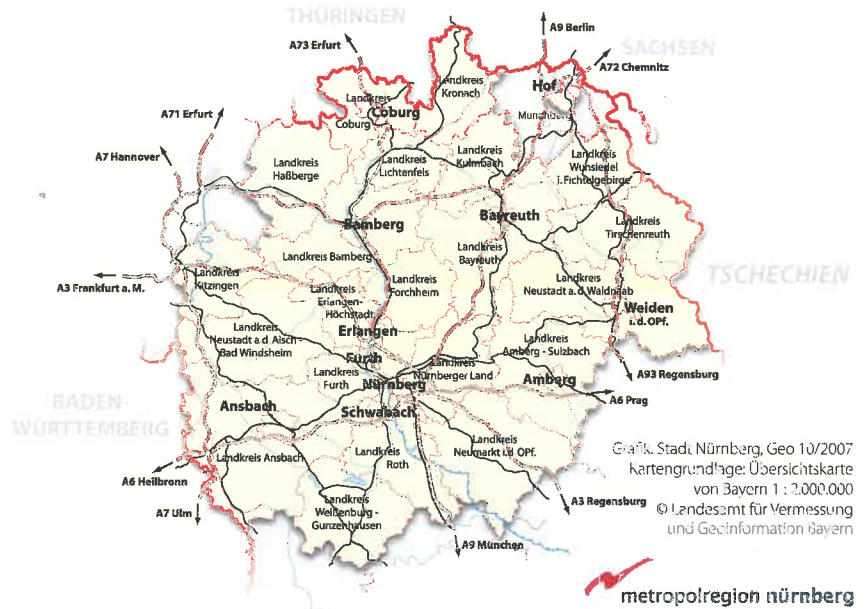 THÜRINGEN
A9 Berlin
SACHSEN
A73 Erfurt
A72 Chemnitz
Landkreis
Kronach
Hof
Landkreis
Coburg
Coburg
A71 Erfurt
Münchberg
A7 Hannover
Landkreis
Haßberge
Landkreis
Lichtenfels
Landkreis
Kulmbach
Landkreis
Wunsiedel
i. Fichtelgebirge
Bamberg
Bayreuth
Landkreis
Tirschenreuth
Landkreis Bamberg
Landkreis
Bayreuth
Landkreis
Kitzingen
A3 Frankfurt a. M.
Landkreis
Erlangen-
Höchstadt
Landkreis
Forchheim
Landkreis
Neustadt a.d. Waldnaab
TSCHECHIEN
Weiden
i.d. OPf.
Landkreis
Neustadt a.d. Aisch-
Bad Windsheim
Erlangen
Landkreis
Amberg - Sulzbach
Fürth
Landkreis
Fürth
Nürnberg
Landkreis
Nürnberger Land
Amberg
A93 Regensburg
A6 Prag
BADEN-
WÜRTTEMBERG
Ansbach
Schwabach
Landkreis Ansbach
Landkreis
Roth
Landkreis
Neumarkt i.d. OPf.
A6 Heilbronn
A7 Ulm
Landkreis
Weißenburg -
Gunzenhausen
A3 Regensburg
A9 München
Grafik: Stadt Nürnberg, Geo 10/2007
Kartengrundlage: Übersichtskarte
von Bayern 1 : 2.000.000
© Landesamt für Vermessung
und Geoinformation Bayern
metropolregion nürnberg